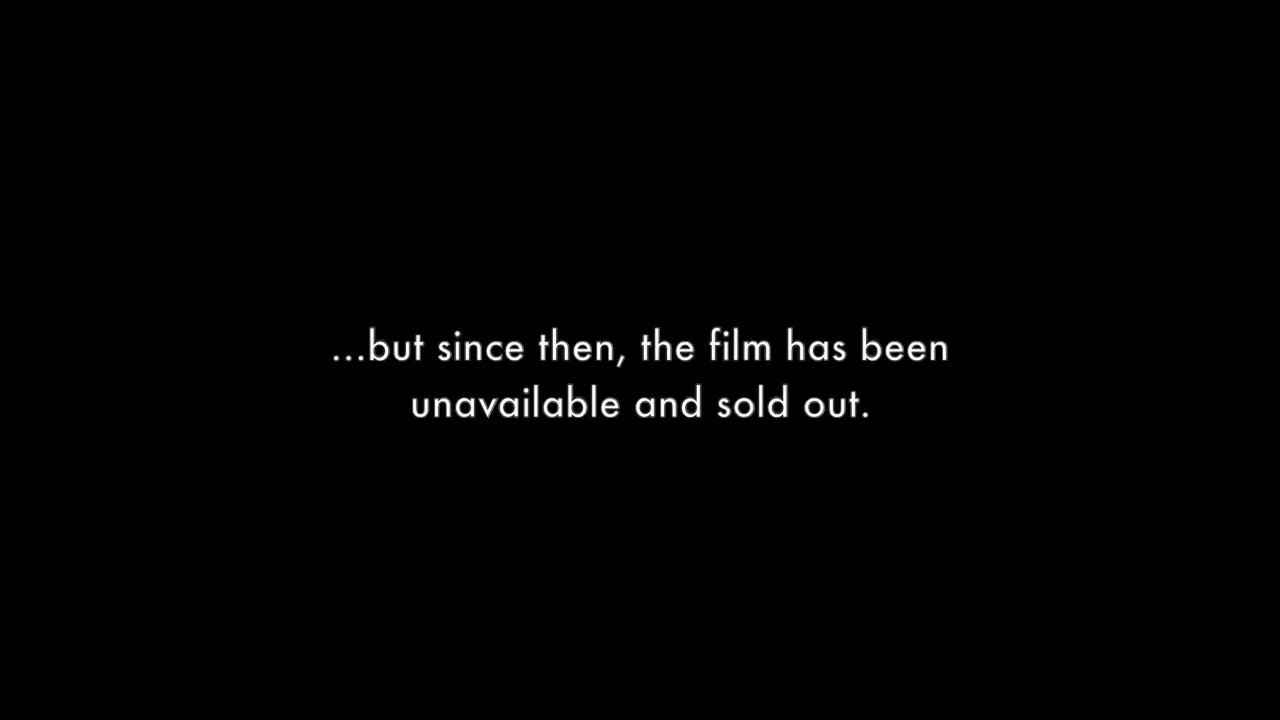 ...but since then, the film has been
unavailable and sold out.